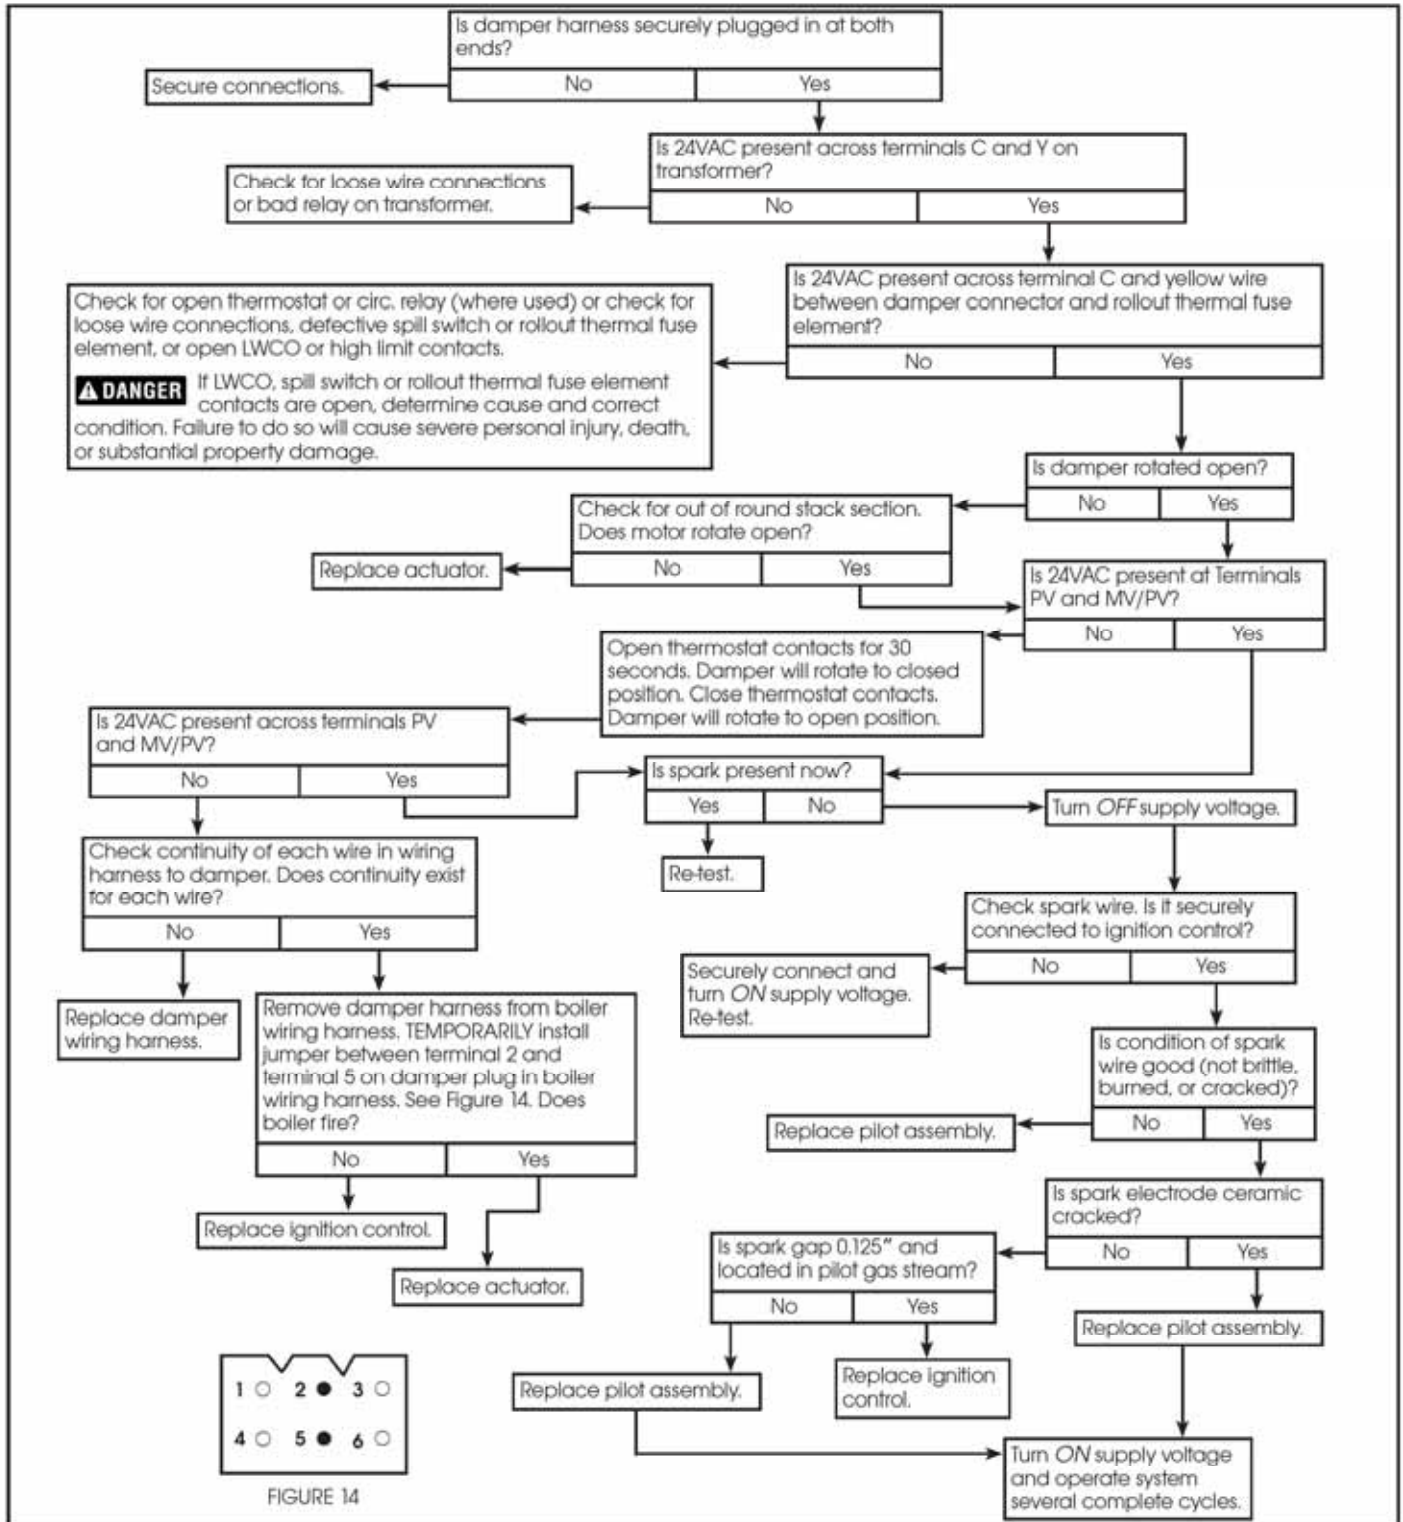 Is damper harness securely plugged in at both
ends?
No
Yes
Secure connections.
Is 24VAC present across terminals C and Y on
transformer?
No
Yes
Check for loose wire connections
or bad relay on transformer.
Is 24VAC present across terminal C and yellow wire
between damper connector and rollout thermal fuse
element?
No
Yes
Check for open thermostat or circ. relay (where used) or check for
loose wire connections, defective spill switch or rollout thermal fuse
element, or open LWCO or high limit contacts.
DANGER If LWCO, spill switch or rollout thermal fuse element
contacts are open, determine cause and correct
condition. Failure to do so will cause severe personal injury, death,
or substantial property damage.
Is damper rotated open?
No
Yes
Check for out of round stack section.
Does motor rotate open?
No
Yes
Replace actuator.
Is 24VAC present at Terminals
PV and MV/PV?
No
Yes
Open thermostat contacts for 30
seconds. Damper will rotate to closed
position. Close thermostat contacts.
Damper will rotate to open position.
Is 24VAC present across terminals PV
and MV/PV?
No
Yes
Is spark present now?
Yes
No
Turn OFF supply voltage.
Re-test.
Check continuity of each wire in wiring
harness to damper. Does continuity exist
for each wire?
No
Yes
Check spark wire. Is it securely
connected to ignition control?
No
Yes
Securely connect and
turn ON supply voltage.
Re-test.
Replace damper
wiring harness.
Remove damper harness from boiler
wiring harness. TEMPORARILY install
jumper between terminal 2 and
terminal 5 on damper plug in boiler
wiring harness. See Figure 14. Does
boiler fire?
No
Yes
Is condition of spark
wire good (not brittle,
burned, or cracked)?
No
Yes
Replace pilot assembly.
Is spark electrode ceramic
cracked?
No
Yes
Replace ignition control.
Replace actuator.
Is spark gap 0.125" and
located in pilot gas stream?
No
Yes
Replace pilot assembly.
Replace pilot assembly.
Replace ignition
control.
Turn ON supply voltage
and operate system
several complete cycles.
1 2 3
4 5 6
FIGURE 14